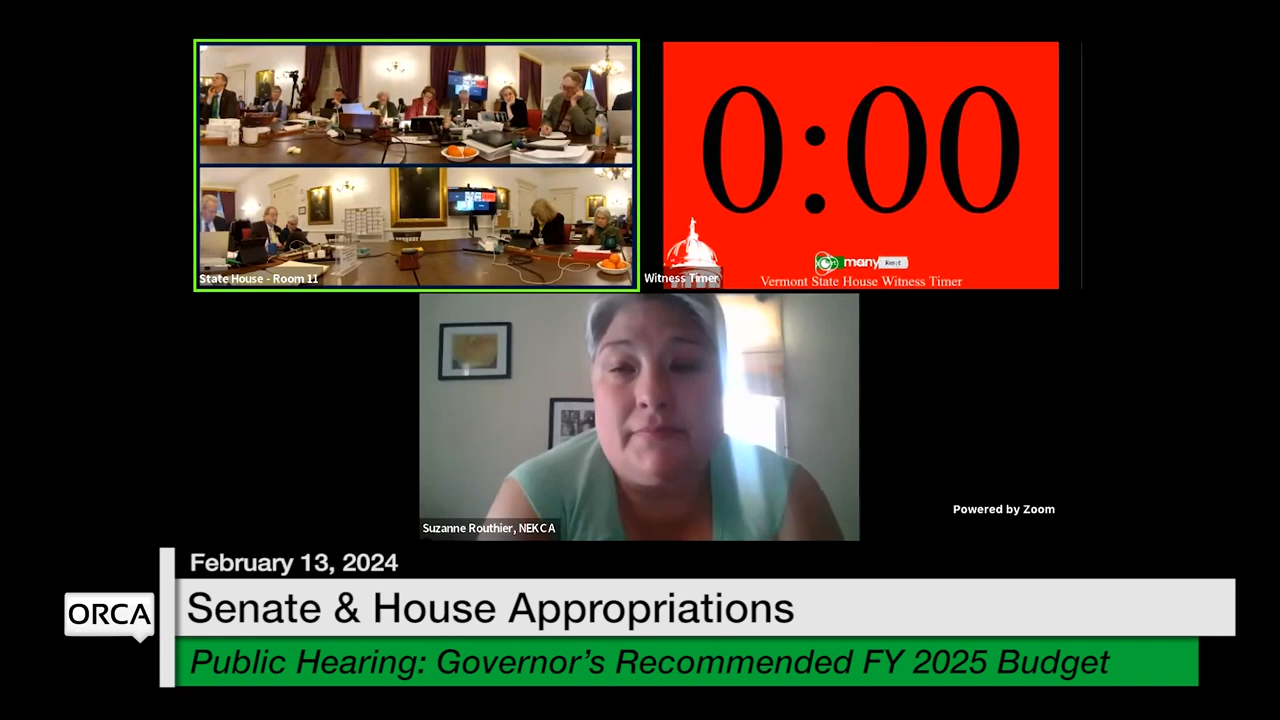 0:00
many
State House - Room 11
Witness Timer
Vermont State House Witness Timer
Suzanne Routhier, NEKCA
Powered by Zoom
February 13, 2024
ORCA
Senate & House Appropriations
Public Hearing: Governor's Recommended FY 2025 Budget